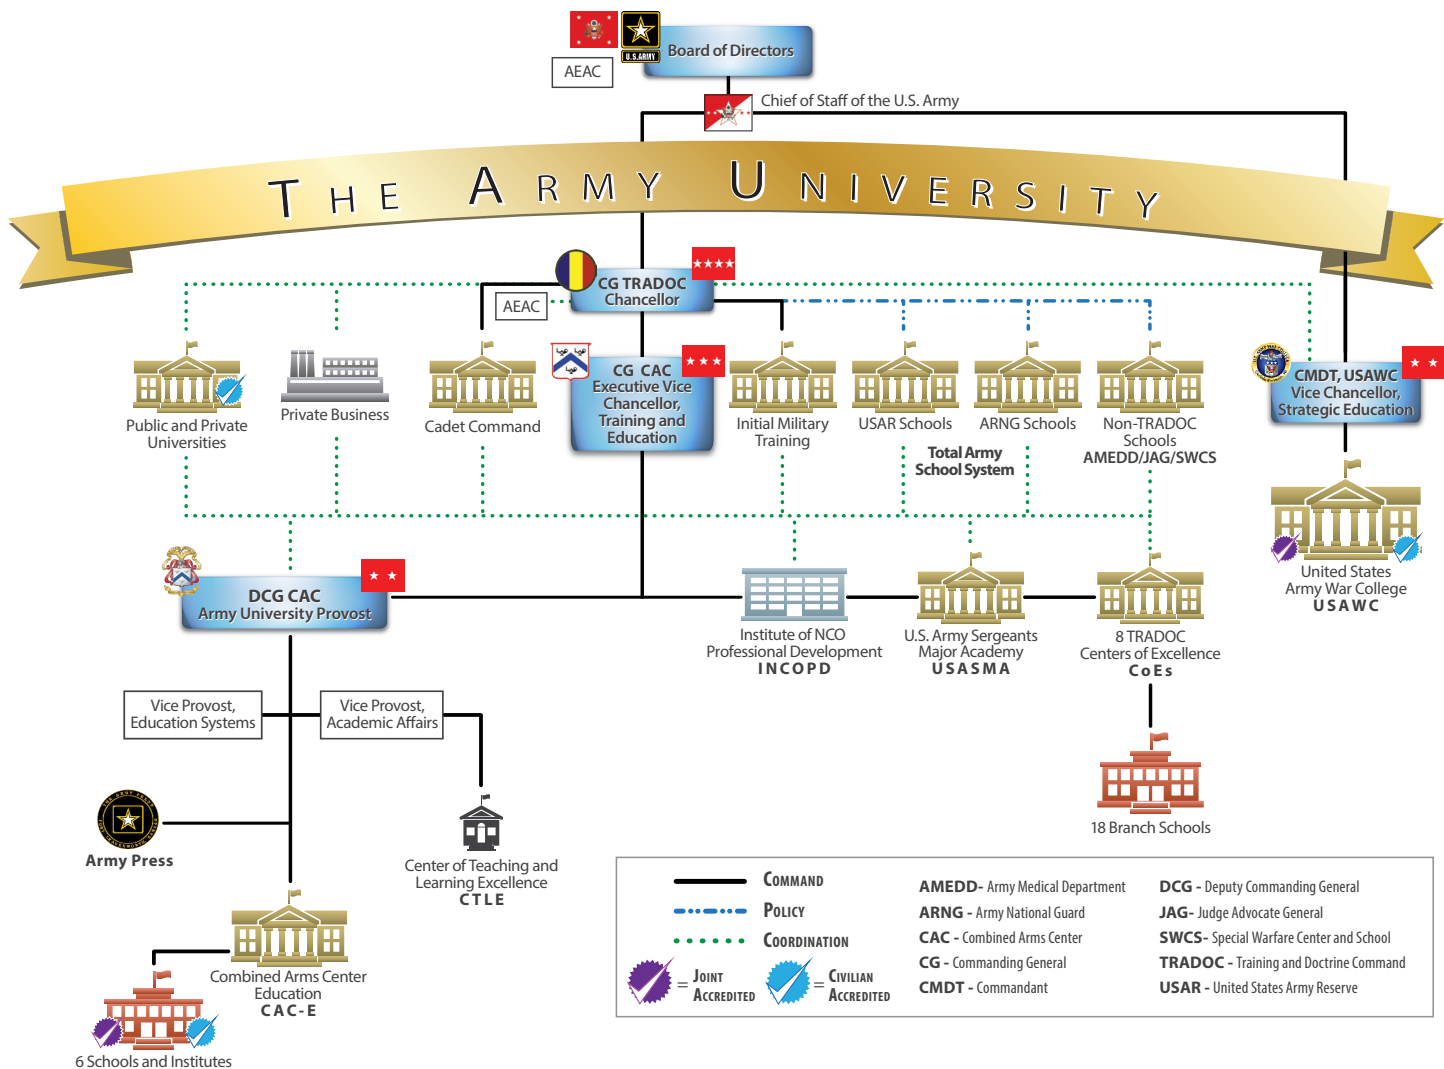 Board of Directors
U.S.ARMY
AEAC
Chief of Staff of the U.S. Army
THE ARMY UNIVERSITY
CG TRADOC
Chancellor
AEAC
CG CAC
Executive Vice
Chancellor,
Training and
Education
CMDT, USAWC
Vice Chancellor,
Strategic Education
Public and Private
Universities
Private Business
Cadet Command
Initial Military
Training
USAR Schools
ARNG Schools
Total Army
School System
Non-TRADOC
Schools
AMEDD/JAG/SWCS
United States
Army War College
USAWC
DCG CAC
Army University Provost
Institute of NCO
Professional Development
INCOPD
U.S. Army Sergeants
Major Academy
USASMA
8 TRADOC
Centers of Excellence
CoEs
18 Branch Schools
Vice Provost,
Education Systems
Vice Provost,
Academic Affairs
Army Press
Center of Teaching and
Learning Excellence
CTLE
Combined Arms Center
Education
CAC-E
6 Schools and Institutes
COMMAND
POLICY
COORDINATION
= JOINT
ACCREDITED
= CIVILIAN
ACCREDITED
AMEDD- Army Medical Department
ARNG - Army National Guard
CAC - Combined Arms Center
CG - Commanding General
CMDT - Commandant
DCG - Deputy Commanding General
JAG- Judge Advocate General
SWCS- Special Warfare Center and School
TRADOC - Training and Doctrine Command
USAR - United States Army Reserve